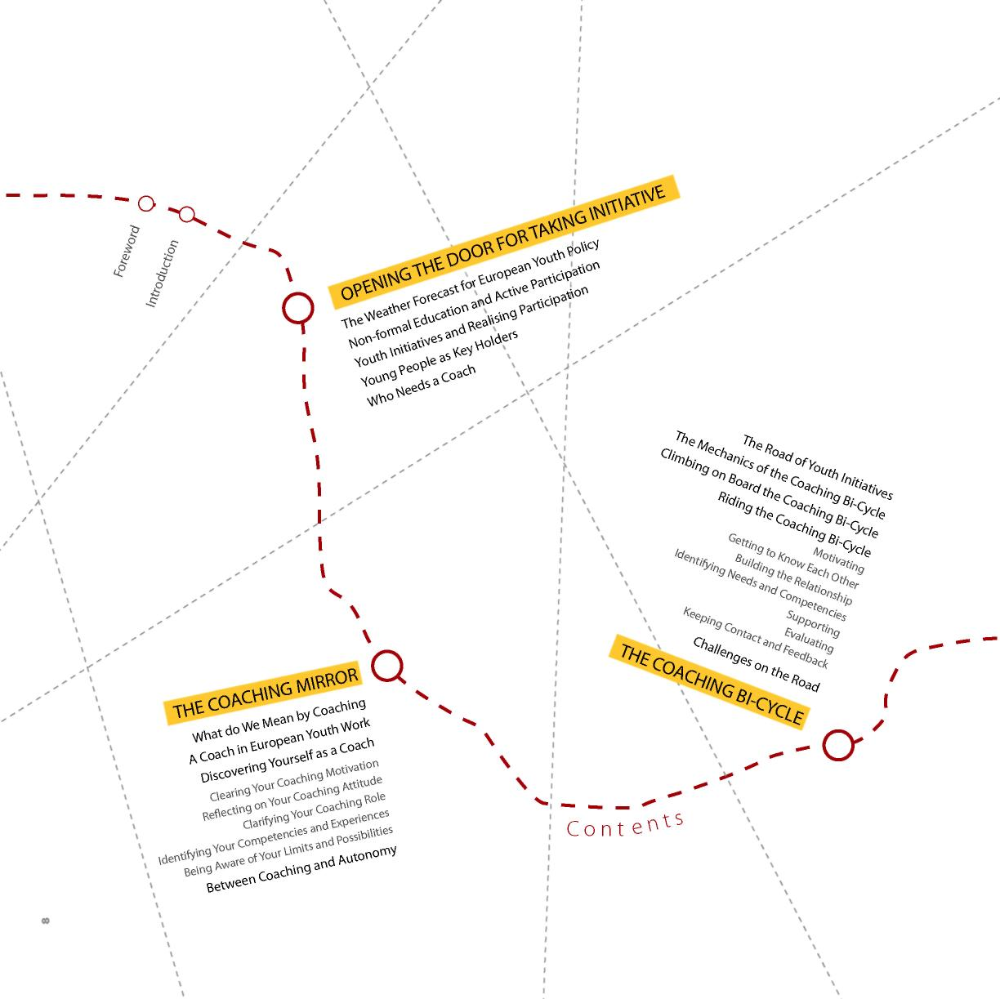 Foreword
Introduction
OPENING THE DOOR FOR TAKING INITIATIVE
The Weather Forecast for European Youth Policy
Non-formal Education and Active Participation
Youth Initiatives and Realising Participation
Young People as Key Holders
Who Needs a Coach
THE COACHING MIRROR
What do We Mean by Coaching
A Coach in European Youth Work
Discovering Yourself as a Coach
Clearing Your Coaching Motivation
Reflecting on Your Coaching Attitude
Clarifying Your Coaching Role
Identifying Your Competencies and Experiences
Being Aware of Your Limits and Possibilities
Between Coaching and Autonomy
The Road of Youth Initiatives
The Mechanics of the Coaching Bi-Cycle
Climbing on Board the Coaching Bi-Cycle
Riding the Coaching Bi-Cycle
Motivating
Getting to Know Each Other
Building the Relationship
Identifying Needs and Competencies
Supporting
Evaluating
Keeping Contact and Feedback
Challenges on the Road
THE COACHING BI-CYCLE
Contents
8